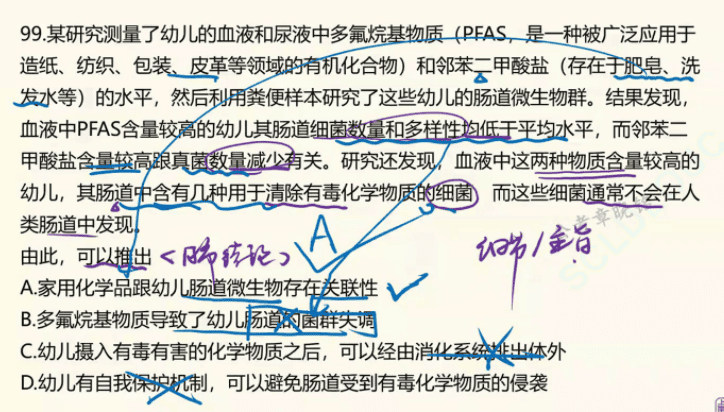 99.某研究测量了幼儿的血液和尿液中多氟烷基物质（PFAS，是一种被广泛应用于
造纸、纺织、包装、皮革等领域的有机化合物）和邻苯二甲酸盐（存在于肥皂、洗
发水等）的水平，然后利用粪便样本研究了这些幼儿的肠道微生物群。结果发现，
血液中PFAS含量较高的幼儿其肠道细菌数量和多样性均低于平均水平，而邻苯二
甲酸盐含量较高跟真菌数量减少有关。研究还发现，血液中这两种物质含量较高的
幼儿，其肠道中含有几种用于清除有毒化学物质的细菌 而这些细菌通常不会在人
类肠道中发现。
由此，可以推出
A
细节/主旨
A.家用化学品跟幼儿肠道微生物存在关联性
B.多氟烷基物质导致了幼儿肠道的菌群失调
C.幼儿摄入有毒有害的化学物质之后，可以经由消化系统排出体外
D.幼儿有自我保护机制，可以避免肠道受到有毒化学物质的侵袭